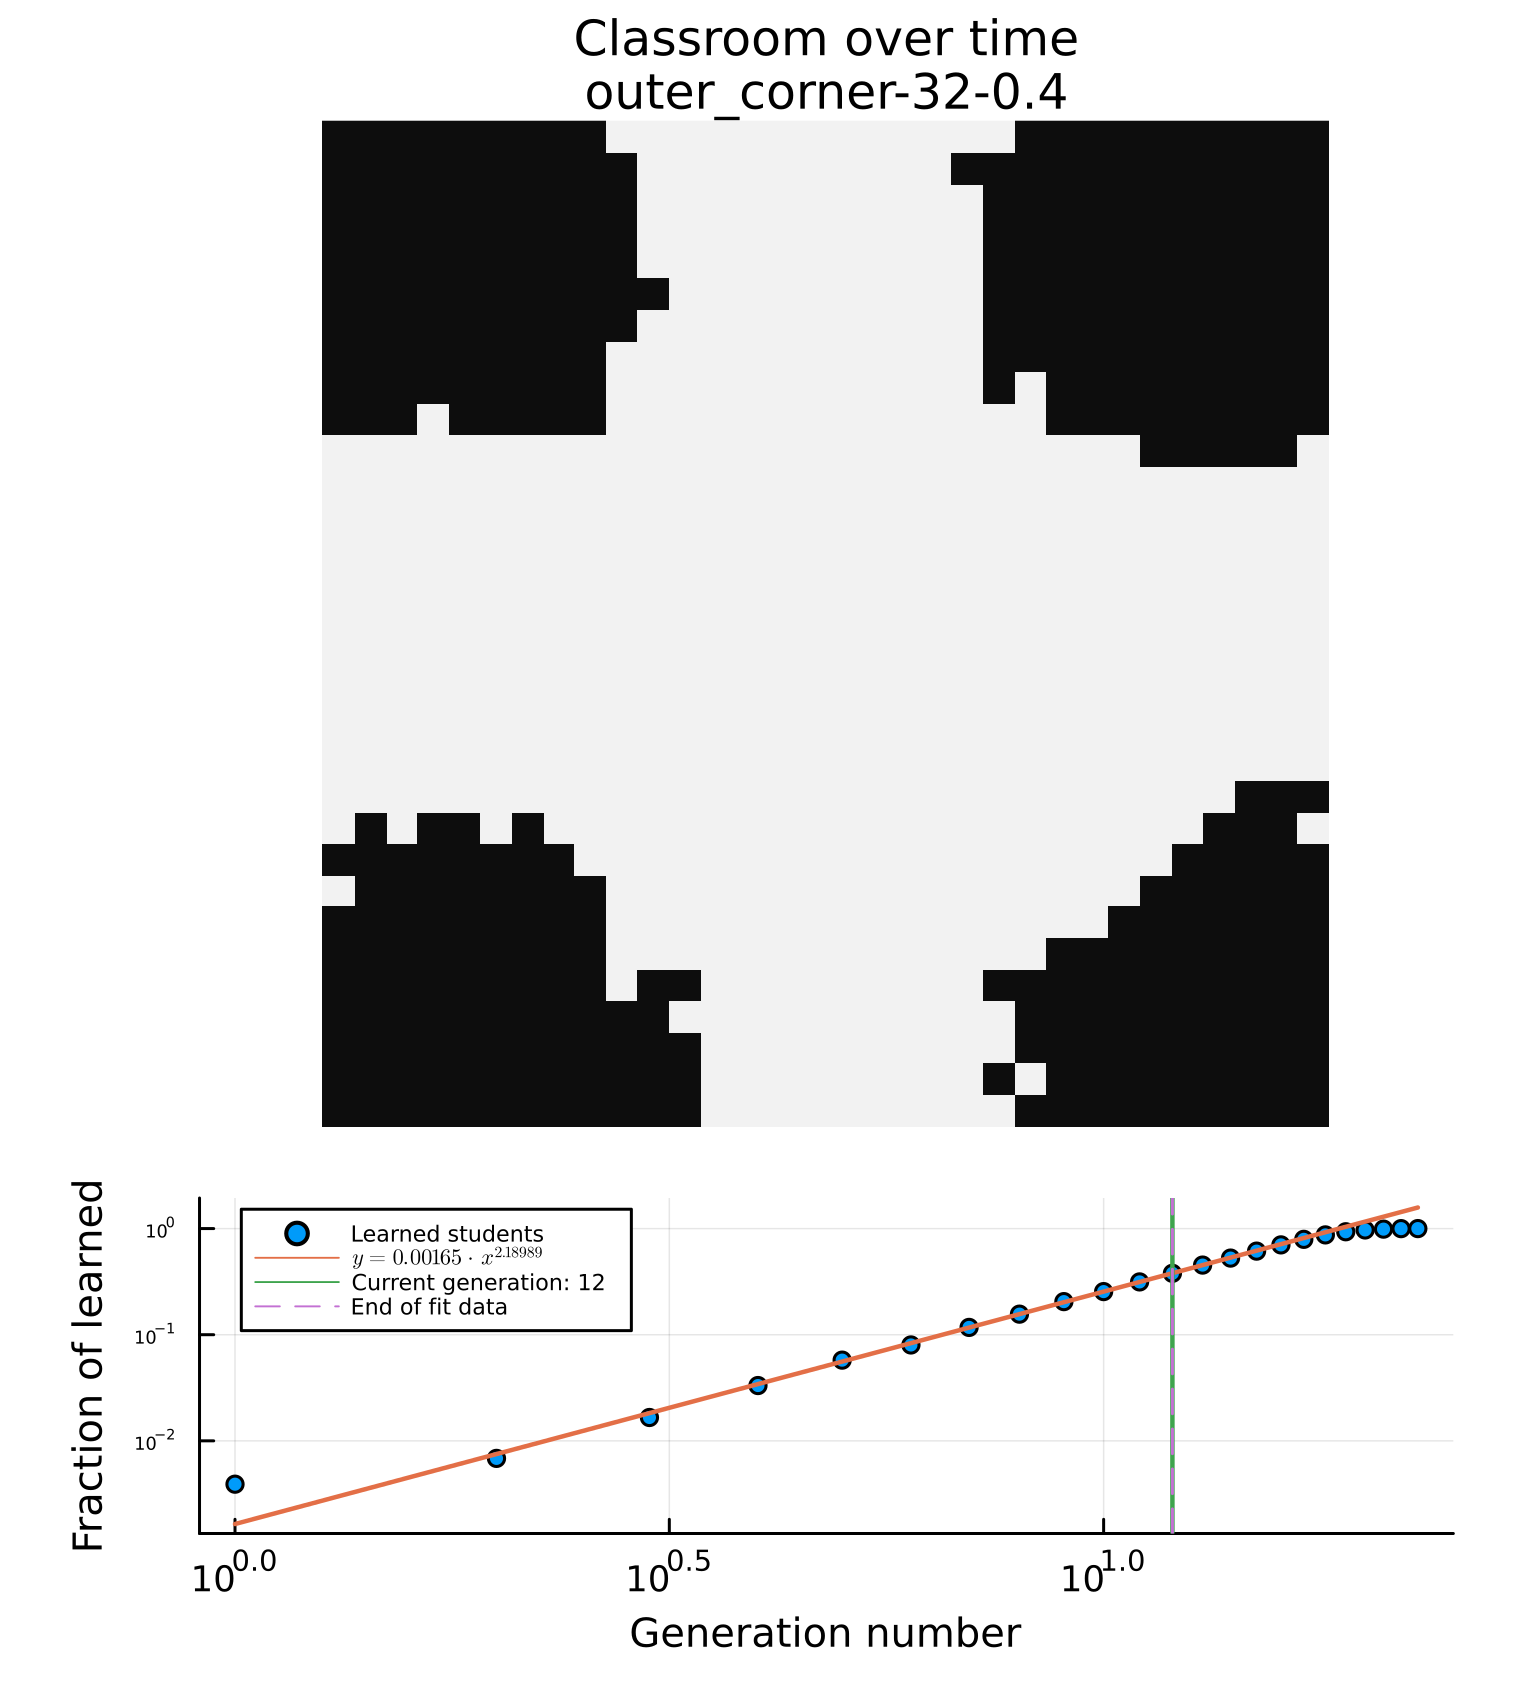 Classroom over time
outer_corner-32-0.4
Fraction of learned
10⁰
10⁻¹
10⁻²
Learned students
y = 0.00165 · x^2.18989
Current generation: 12
End of fit data
10^0.0
10^0.5
10^1.0
Generation number